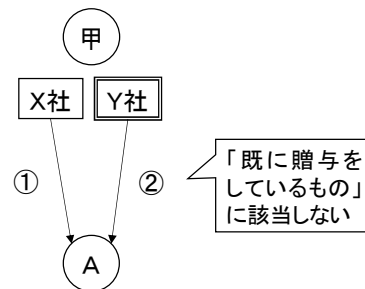 甲
X社 Y社
① ②
「既に贈与を
しているもの」
に該当しない
A